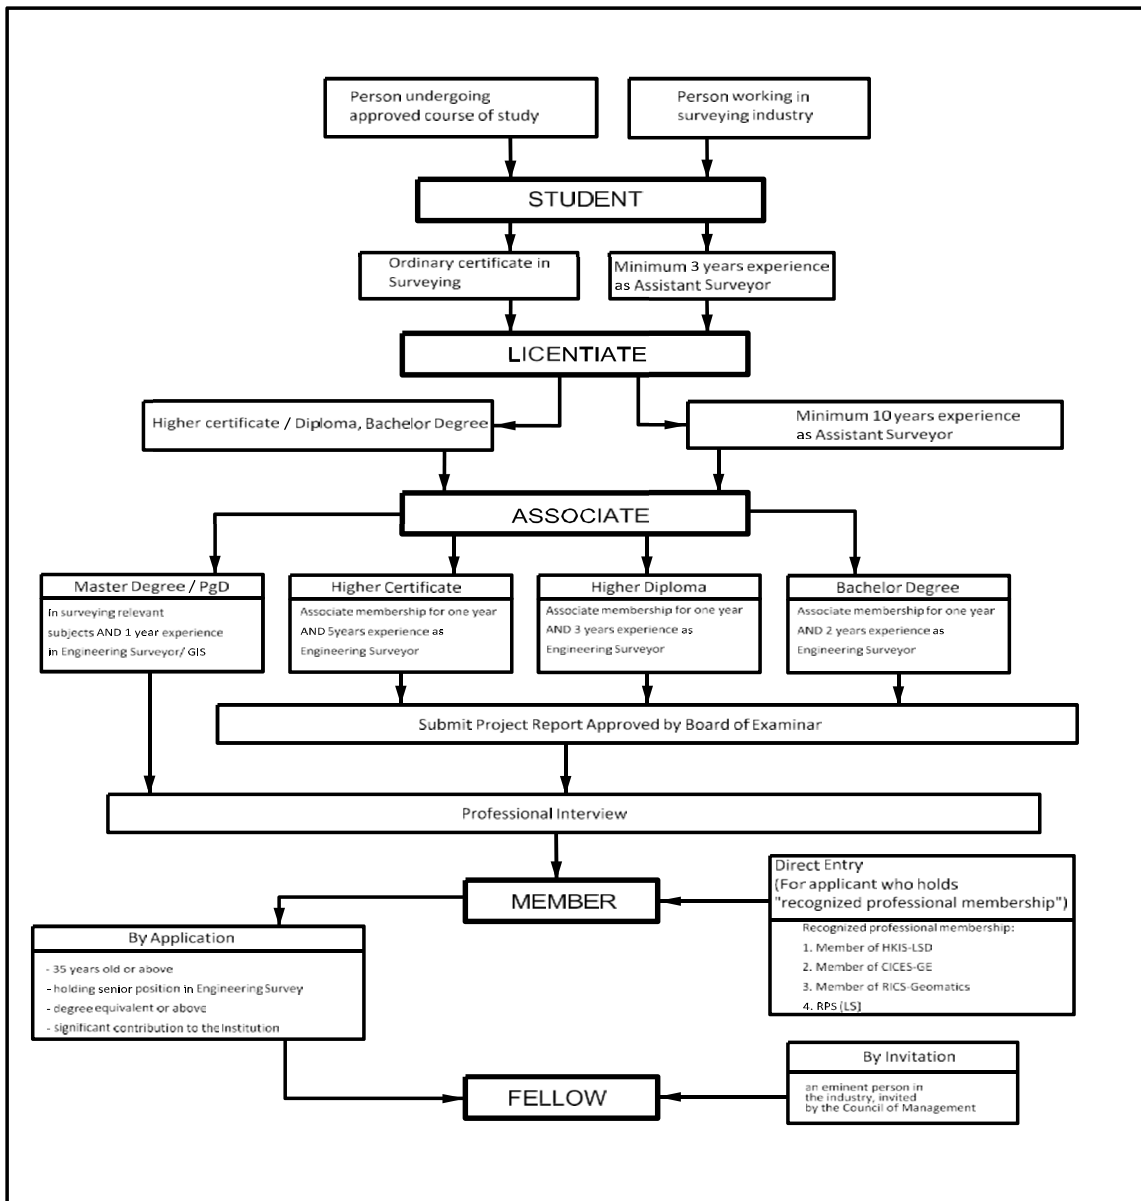 Person undergoing
approved course of study
Person working in
surveying industry
STUDENT
Ordinary certificate in
Surveying
Minimum 3 years experience
as Assistant Surveyor
LICENTIATE
Higher certificate / Diploma, Bachelor Degree
Minimum 10 years experience
as Assistant Surveyor
ASSOCIATE
Master Degree / PgD
In surveying relevant
subjects AND 1 year experience
in Engineering Surveyor/ GIS
Higher Certificate
Associate membership for one year
AND 5years experience as
Engineering Surveyor
Higher Diploma
Associate membership for one year
AND 3 years experience as
Engineering Surveyor
Bachelor Degree
Associate membership for one year
AND 2 years experience as
Engineering Surveyor
Submit Project Report Approved by Board of Examinar
Professional Interview
MEMBER
Direct Entry
(For applicant who holds
"recognized professional membership")
Recognized professional membership:
1. Member of HKIS-LSD
2. Member of CICES-GE
3. Member of RICS-Geomatics
4. RPS (LS]
By Application
- 35 years old or above
- holding senior position in Engineering Survey
- degree equivalent or above
- significant contribution to the Institution
FELLOW
By Invitation
an eminent person in
the industry, invited
by the Council of Management